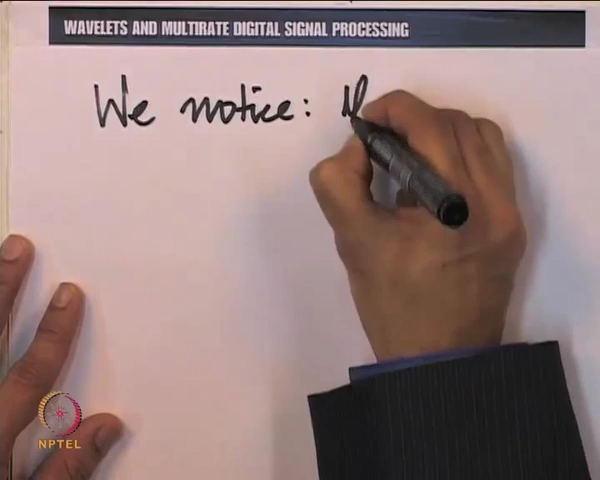 WAVELETS AND MULTIRATE DIGITAL SIGNAL PROCESSING
We notice:
NPTEL